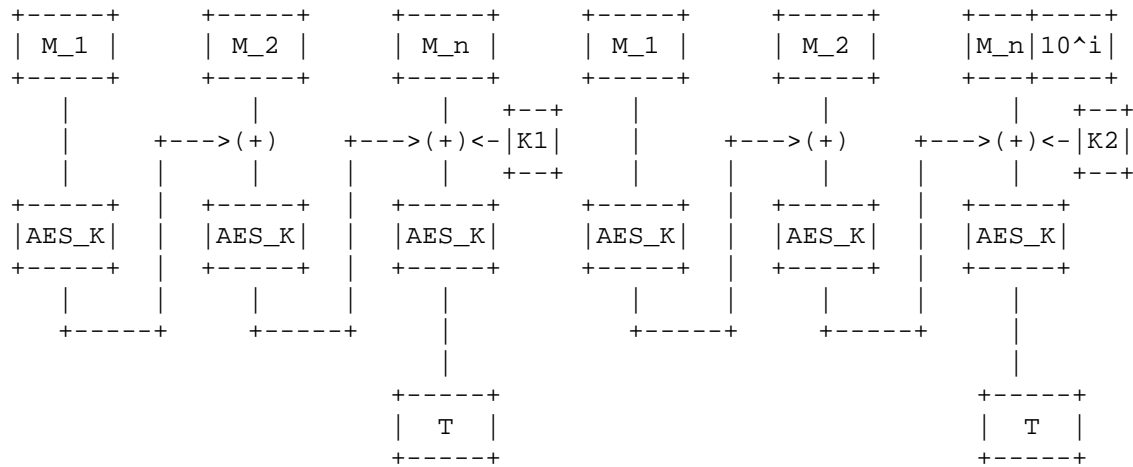 M_1 M_2 M_n M_1 M_2 M_n 10^i
(+) (+) K1 (+) (+) K2
AES_K AES_K AES_K AES_K AES_K AES_K
T T